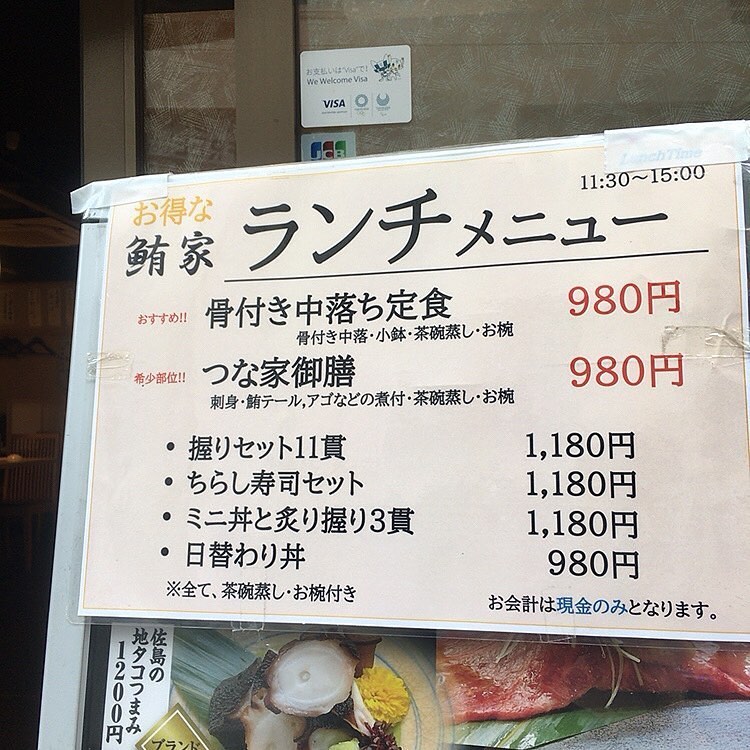 お支払いは"Visa"で!
We Welcome Visa
VISA
JCB
LunchTime
11:30～15:00
お得な
鮪家
ランチメニュー
おすすめ!! 骨付き中落ち定食 980円
骨付き中落・小鉢・茶碗蒸し・お椀
希少部位!! つな家御膳 980円
刺身・鮪テール,アゴなどの煮付・茶碗蒸し・お椀
・握りセット11貫 1,180円
・ちらし寿司セット 1,180円
・ミニ丼と炙り握り3貫 1,180円
・日替わり丼 980円
※全て、茶碗蒸し・お椀付き
お会計は現金のみとなります。
佐島の
地タコつまみ
1200円
ブランド